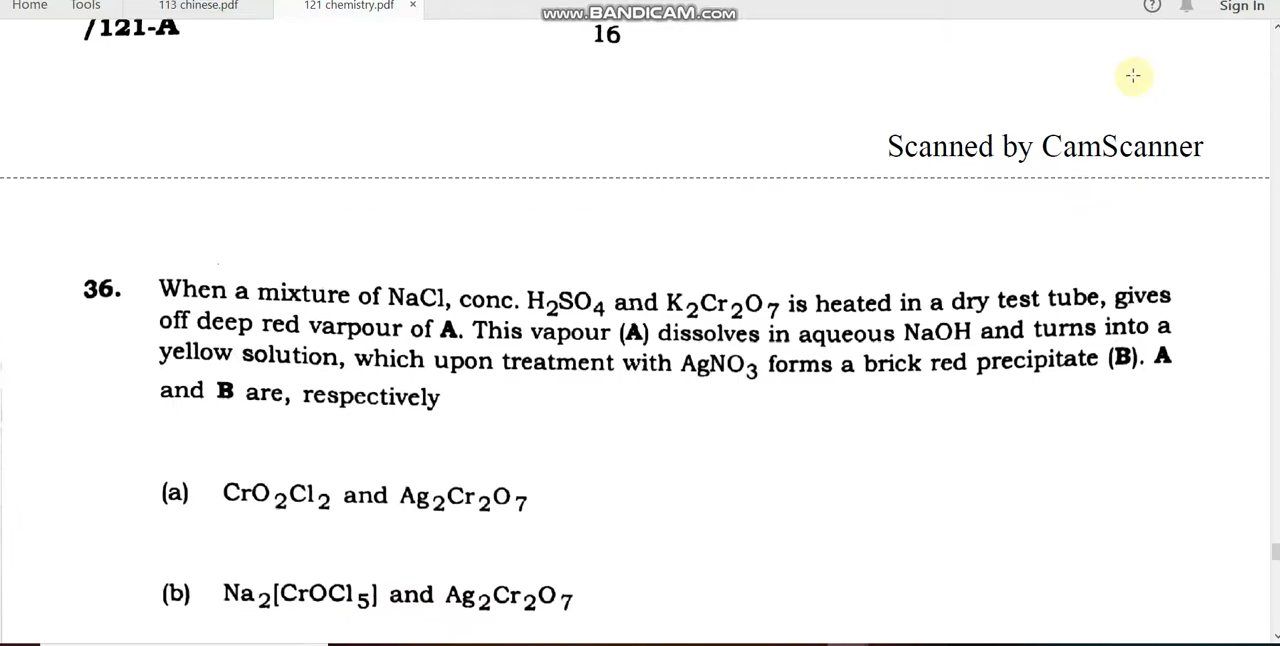 Home Tools 113 chinese.pdf 121 chemistry.pdf × Sign In
www.BANDICAM.com
/121-A
16
Scanned by CamScanner
36. When a mixture of NaCl, conc. H₂SO₄ and K₂Cr₂O₇ is heated in a dry test tube, gives
off deep red varpour of A. This vapour (A) dissolves in aqueous NaOH and turns into a
yellow solution, which upon treatment with AgNO₃ forms a brick red precipitate (B). A
and B are, respectively
(a) CrO₂Cl₂ and Ag₂Cr₂O₇
(b) Na₂[CrOCl₅] and Ag₂Cr₂O₇